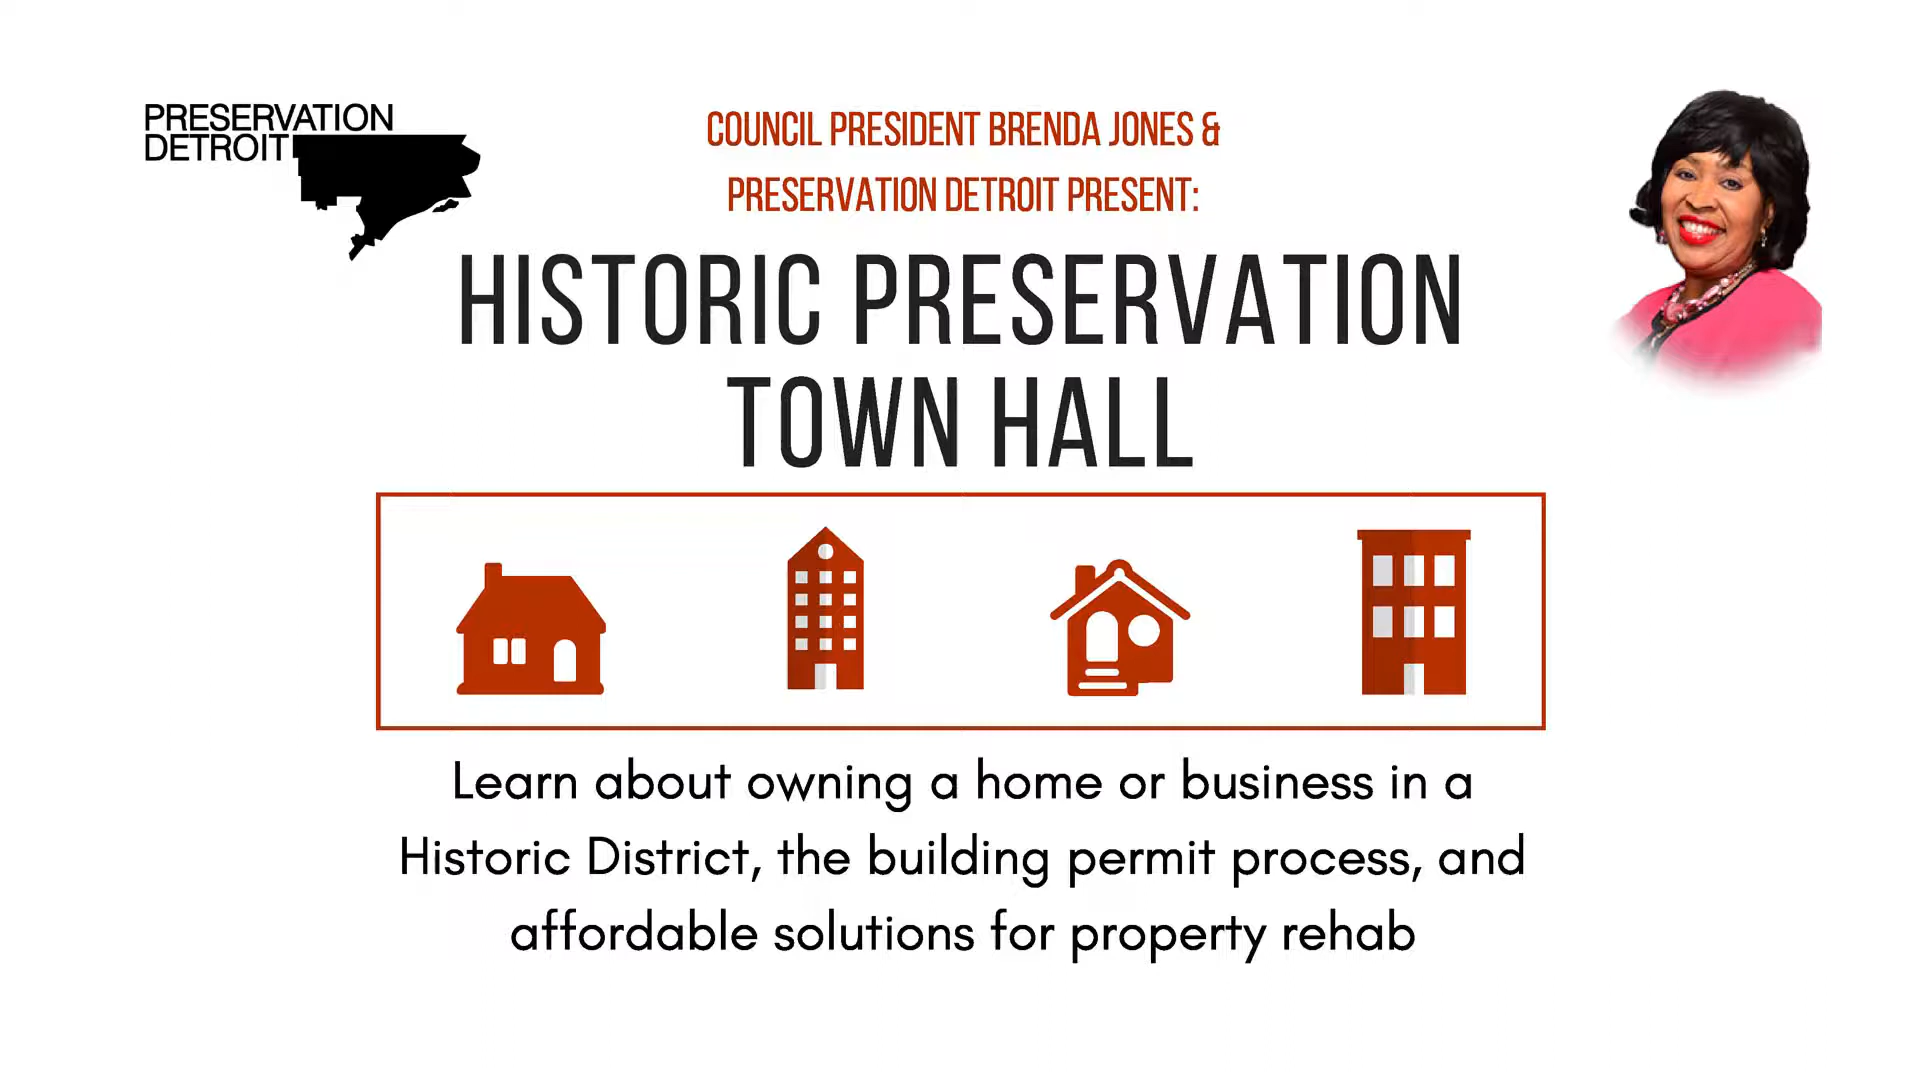 PRESERVATION
DETROIT
COUNCIL PRESIDENT BRENDA JONES &
PRESERVATION DETROIT PRESENT:
HISTORIC PRESERVATION
TOWN HALL
Learn about owning a home or business in a
Historic District, the building permit process, and
affordable solutions for property rehab